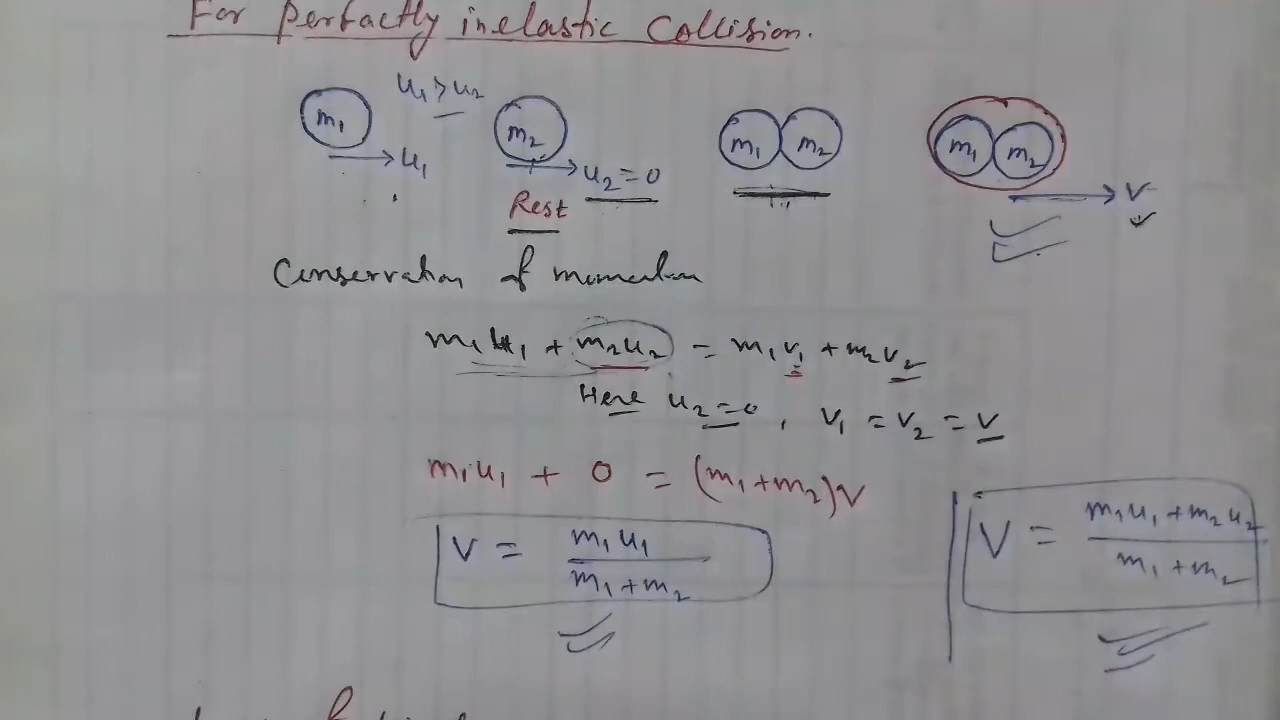 For perfactly inelastic Collision.
u₁ > u₂
m₁ m₂ m₁ m₂ m₁ m₂
u₁ u₂ = 0 v
Rest
Conservation of momentum
m₁u₁ + m₂u₂ = m₁v₁ + m₂v₂
Here u₂ = 0, v₁ = v₂ = v
m₁u₁ + 0 = (m₁+m₂)v
V = m₁u₁ / m₁+m₂
V = m₁u₁ + m₂u₂ / m₁+m₂